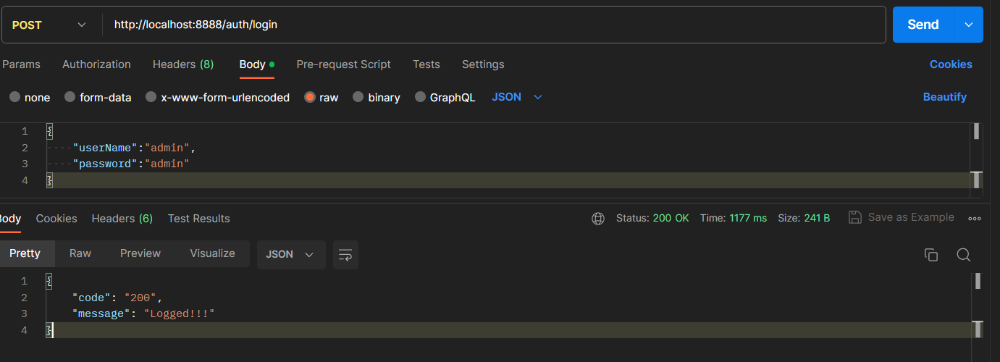 POST http://localhost:8888/auth/login Send
Params Authorization Headers (8) Body Pre-request Script Tests Settings Cookies
none form-data x-www-form-urlencoded raw binary GraphQL JSON Beautify
1 {
2 "userName":"admin",
3 "password":"admin"
4 }
Body Cookies Headers (6) Test Results Status: 200 OK Time: 1177 ms Size: 241 B Save as Example
Pretty Raw Preview Visualize JSON
1 {
2 "code": "200",
3 "message": "Logged!!!"
4 }